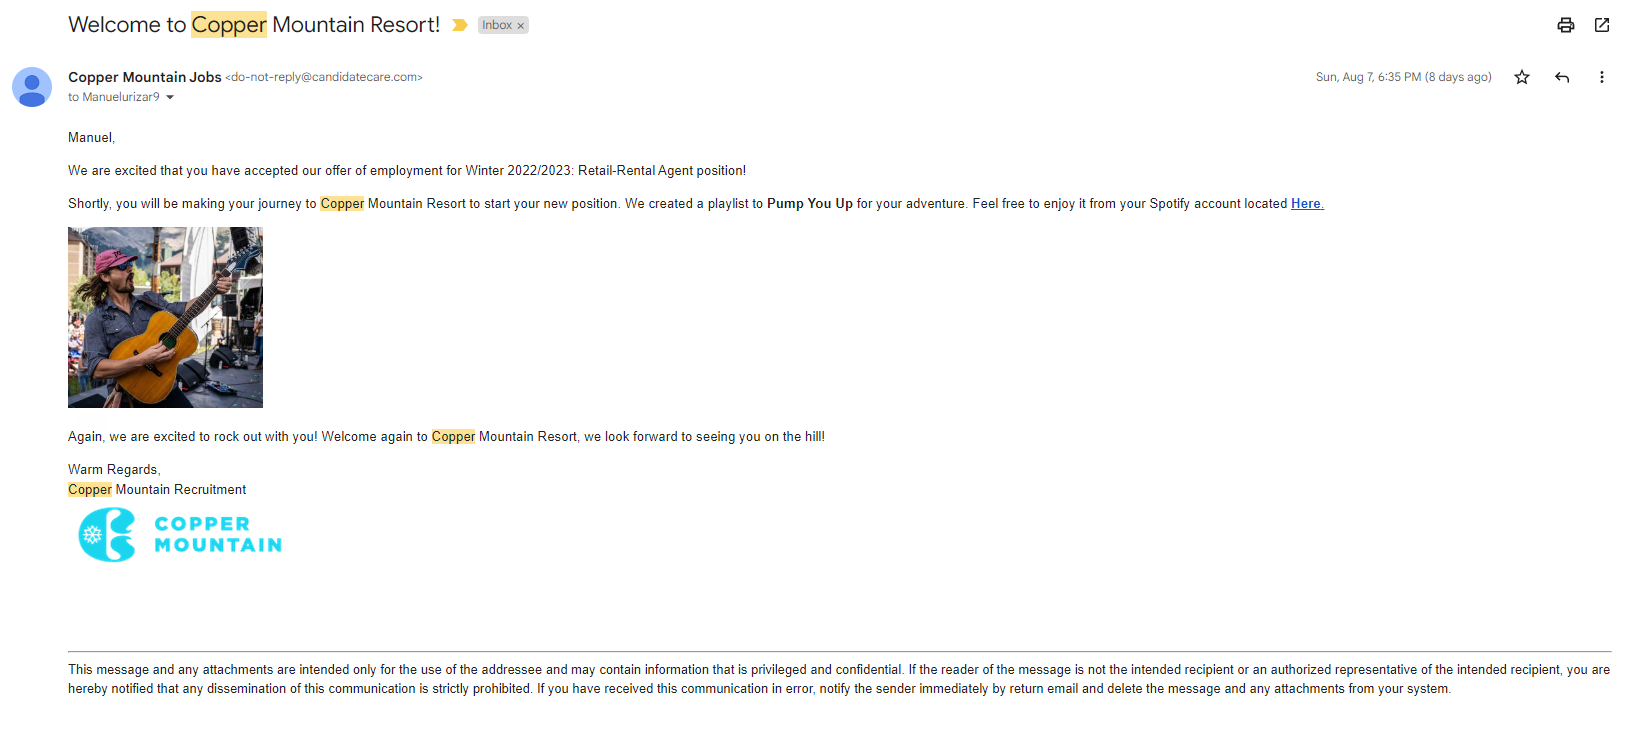 Welcome to Copper Mountain Resort!
Inbox ×
Copper Mountain Jobs <do-not-reply@candidatecare.com>
Sun, Aug 7, 6:35 PM (8 days ago)
to Manuelurizar9
Manuel,
We are excited that you have accepted our offer of employment for Winter 2022/2023: Retail-Rental Agent position!
Shortly, you will be making your journey to Copper Mountain Resort to start your new position. We created a playlist to Pump You Up for your adventure. Feel free to enjoy it from your Spotify account located Here.
Again, we are excited to rock out with you! Welcome again to Copper Mountain Resort, we look forward to seeing you on the hill!
Warm Regards,
Copper Mountain Recruitment
COPPER
MOUNTAIN
This message and any attachments are intended only for the use of the addressee and may contain information that is privileged and confidential. If the reader of the message is not the intended recipient or an authorized representative of the intended recipient, you are
hereby notified that any dissemination of this communication is strictly prohibited. If you have received this communication in error, notify the sender immediately by return email and delete the message and any attachments from your system.